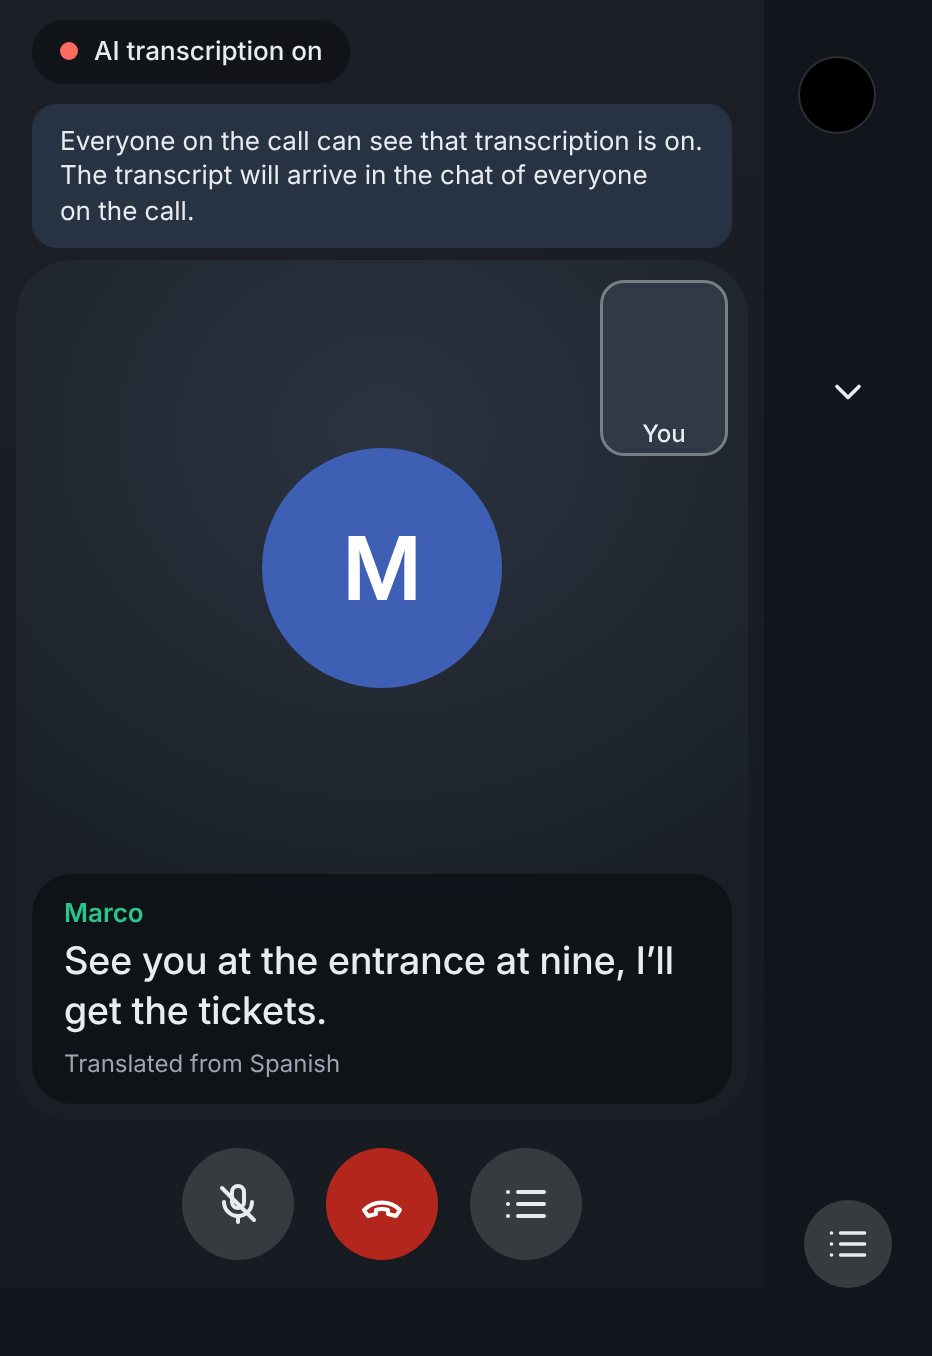 AI transcription on
Everyone on the call can see that transcription is on.
The transcript will arrive in the chat of everyone
on the call.
You
M
Marco
See you at the entrance at nine, I’ll
get the tickets.
Translated from Spanish